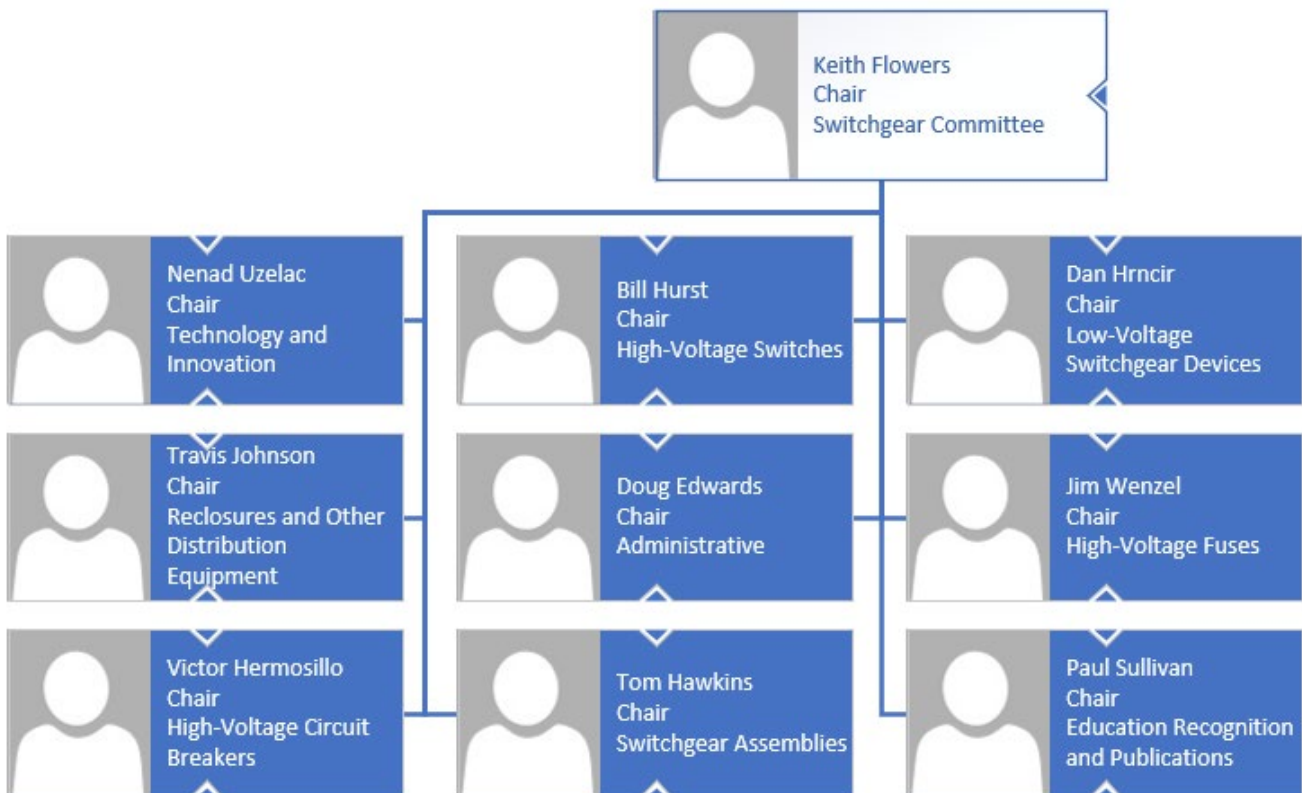 Keith Flowers
Chair
Switchgear Committee
Nenad Uzelac
Chair
Technology and
Innovation
Bill Hurst
Chair
High-Voltage Switches
Dan Hrncir
Chair
Low-Voltage
Switchgear Devices
Travis Johnson
Chair
Reclosures and Other
Distribution
Equipment
Doug Edwards
Chair
Administrative
Jim Wenzel
Chair
High-Voltage Fuses
Victor Hermosillo
Chair
High-Voltage Circuit
Breakers
Tom Hawkins
Chair
Switchgear Assemblies
Paul Sullivan
Chair
Education Recognition
and Publications